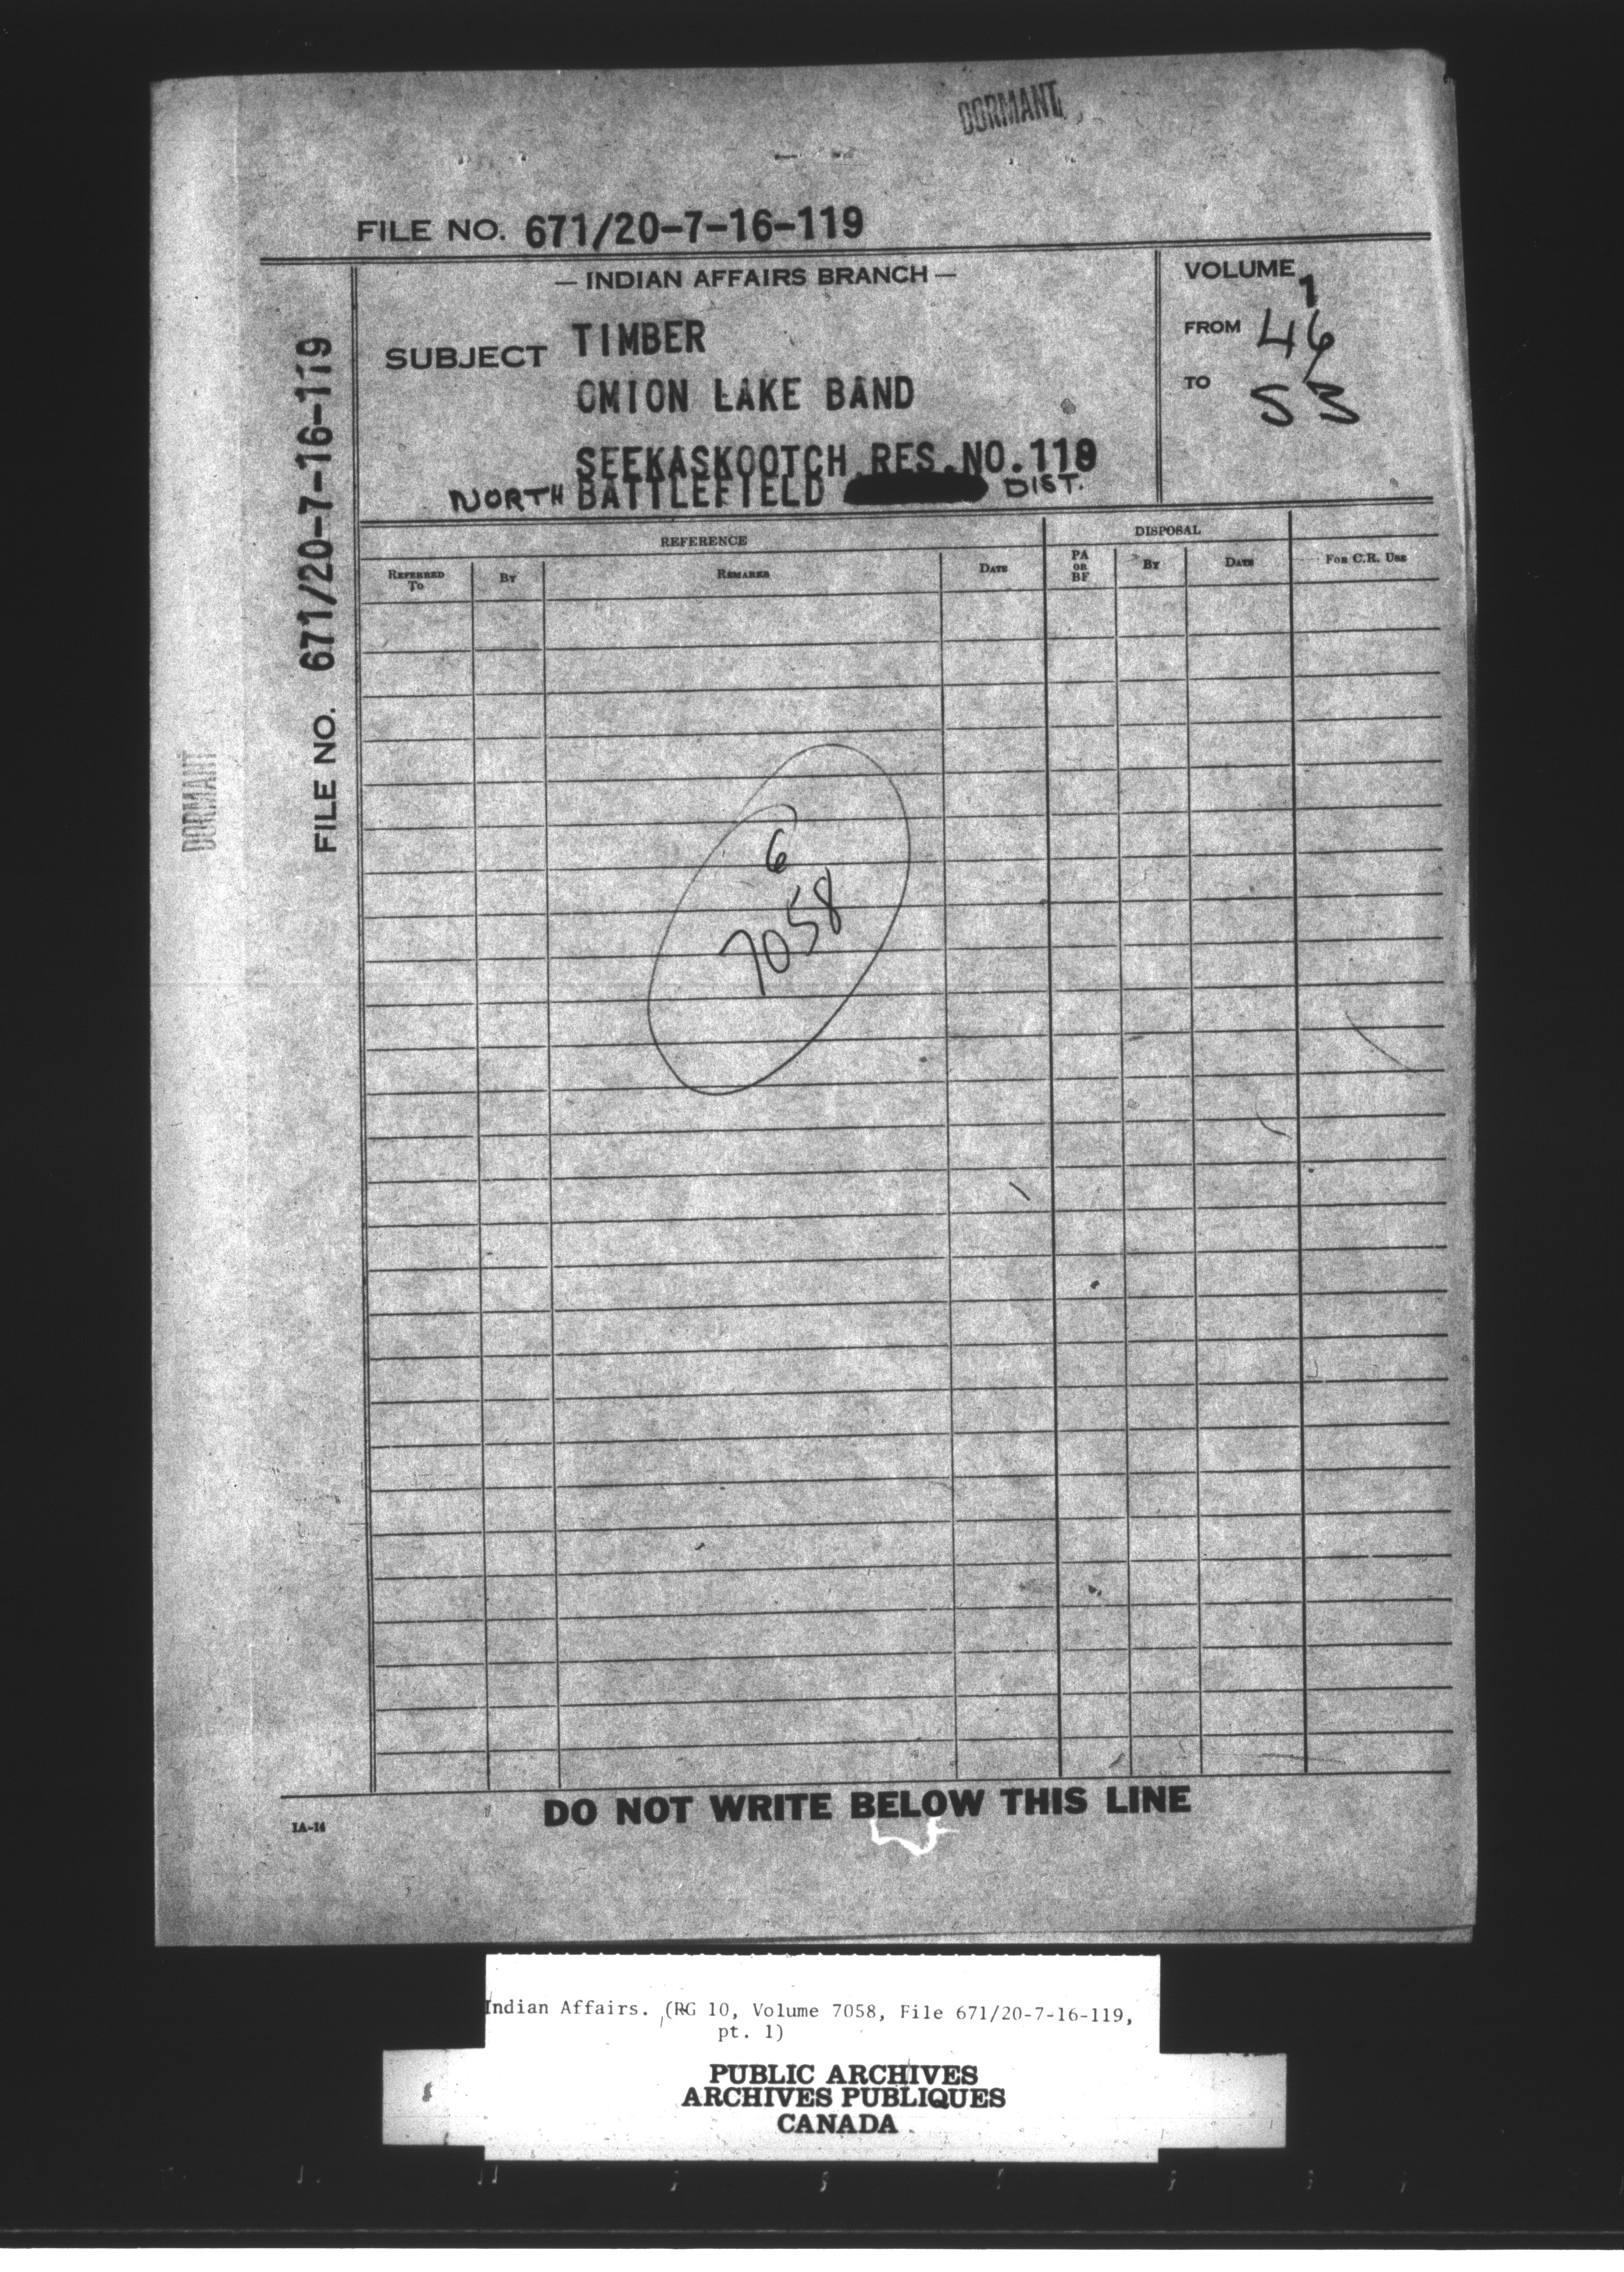 DORMANT
FILE NO. 671/20-7-16-119
— INDIAN AFFAIRS BRANCH —
SUBJECT TIMBER
OMION LAKE BAND
SEEKASKOOTCH RES.NO.119
NORTH BATTLEFIELD DIST.
VOLUME 1
FROM 46
TO 53
FILE NO. 671/20-7-16-119
DORMANT
REFERENCE
DISPOSAL
REFERRED TO
BY
REMARKS
DATE
PA OR BF
BY
DATE
FOR C.R. USE
6
7058
DO NOT WRITE BELOW THIS LINE
IA-14
Indian Affairs. (RG 10, Volume 7058, File 671/20-7-16-119,
pt. 1)
PUBLIC ARCHIVES
ARCHIVES PUBLIQUES
CANADA